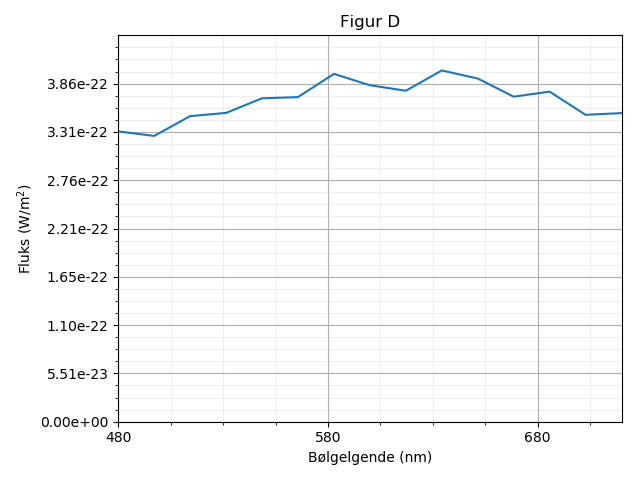 Figur D
Fluks (W/m²)
3.86e-22
3.31e-22
2.76e-22
2.21e-22
1.65e-22
1.10e-22
5.51e-23
0.00e+00
480 580 680
Bølgelgende (nm)